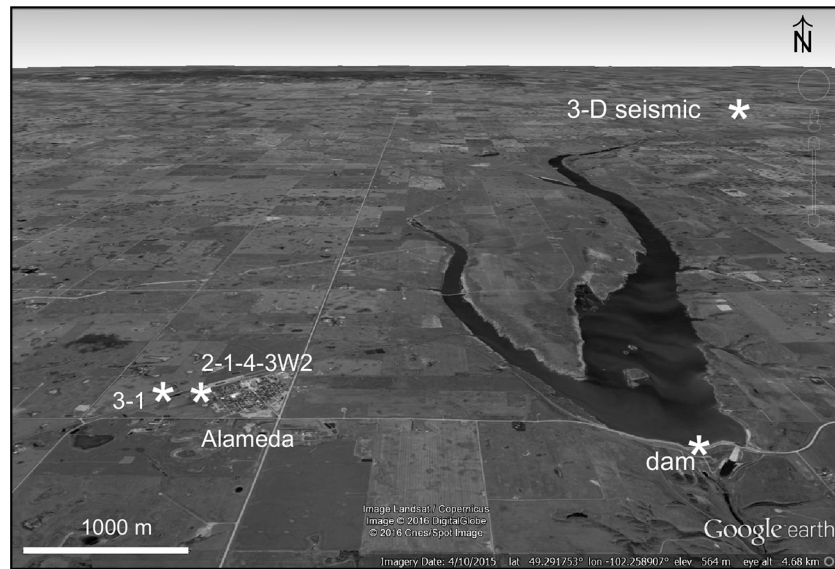 N
3-D seismic
2-1-4-3W2
3-1
Alameda
dam
1000 m
Image Landsat / Copernicus
Image © 2016 DigitalGlobe
© 2016 Cnes/Spot Image
Google earth
Imagery Date: 4/10/2015 lat 49.291753° lon -102.258907° elev 564 m eye alt 4.68 km